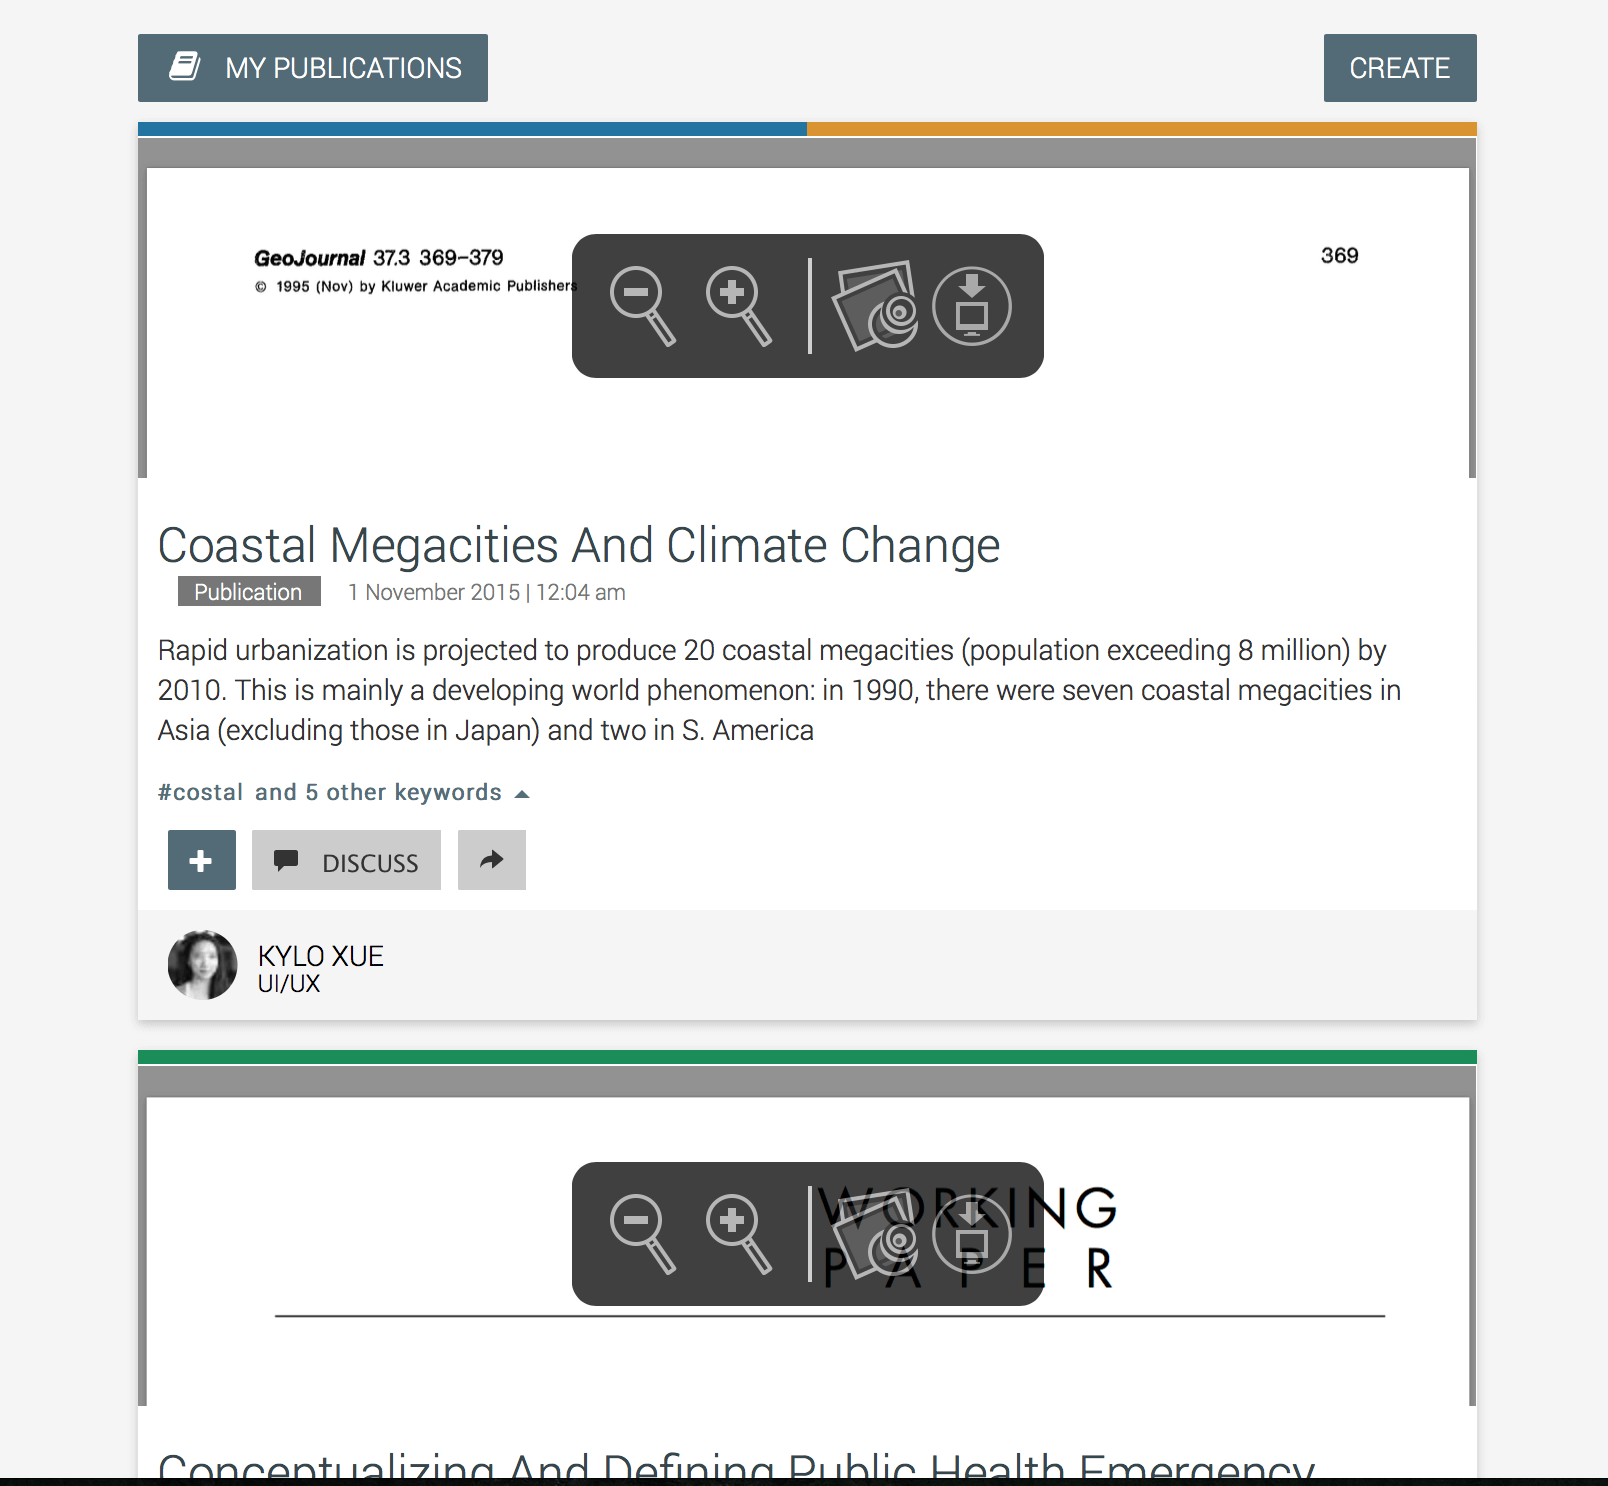 MY PUBLICATIONS
CREATE
GeoJournal 37.3 369–379
369
© 1995 (Nov) by Kluwer Academic Publishers
Coastal Megacities And Climate Change
Publication
1 November 2015 | 12:04 am
Rapid urbanization is projected to produce 20 coastal megacities (population exceeding 8 million) by
2010. This is mainly a developing world phenomenon: in 1990, there were seven coastal megacities in
Asia (excluding those in Japan) and two in S. America
#costal and 5 other keywords
DISCUSS
KYLO XUE
UI/UX
WORKING
PAPER
Conceptualizing And Defining Public Health Emergency